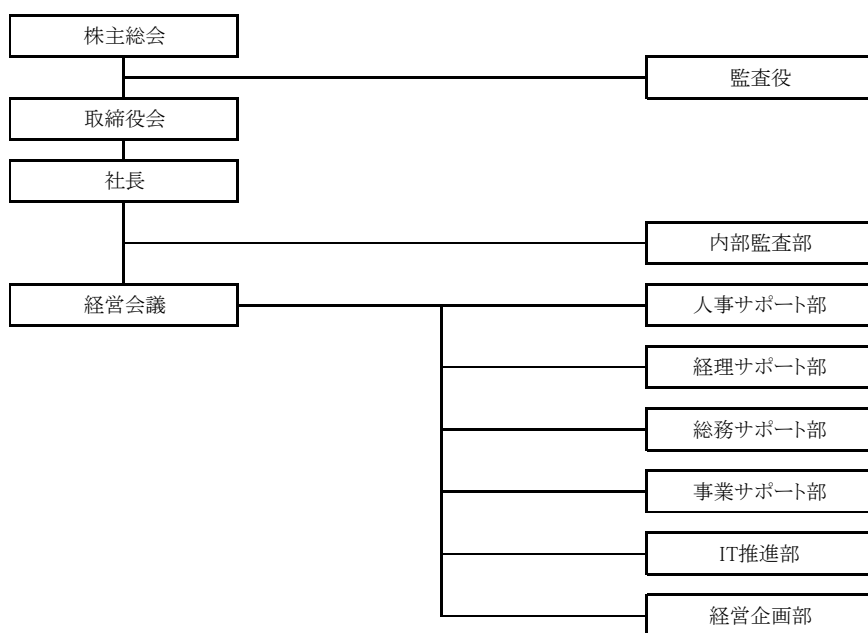 株主総会
監査役
取締役会
社長
内部監査部
経営会議
人事サポート部
経理サポート部
総務サポート部
事業サポート部
IT推進部
経営企画部